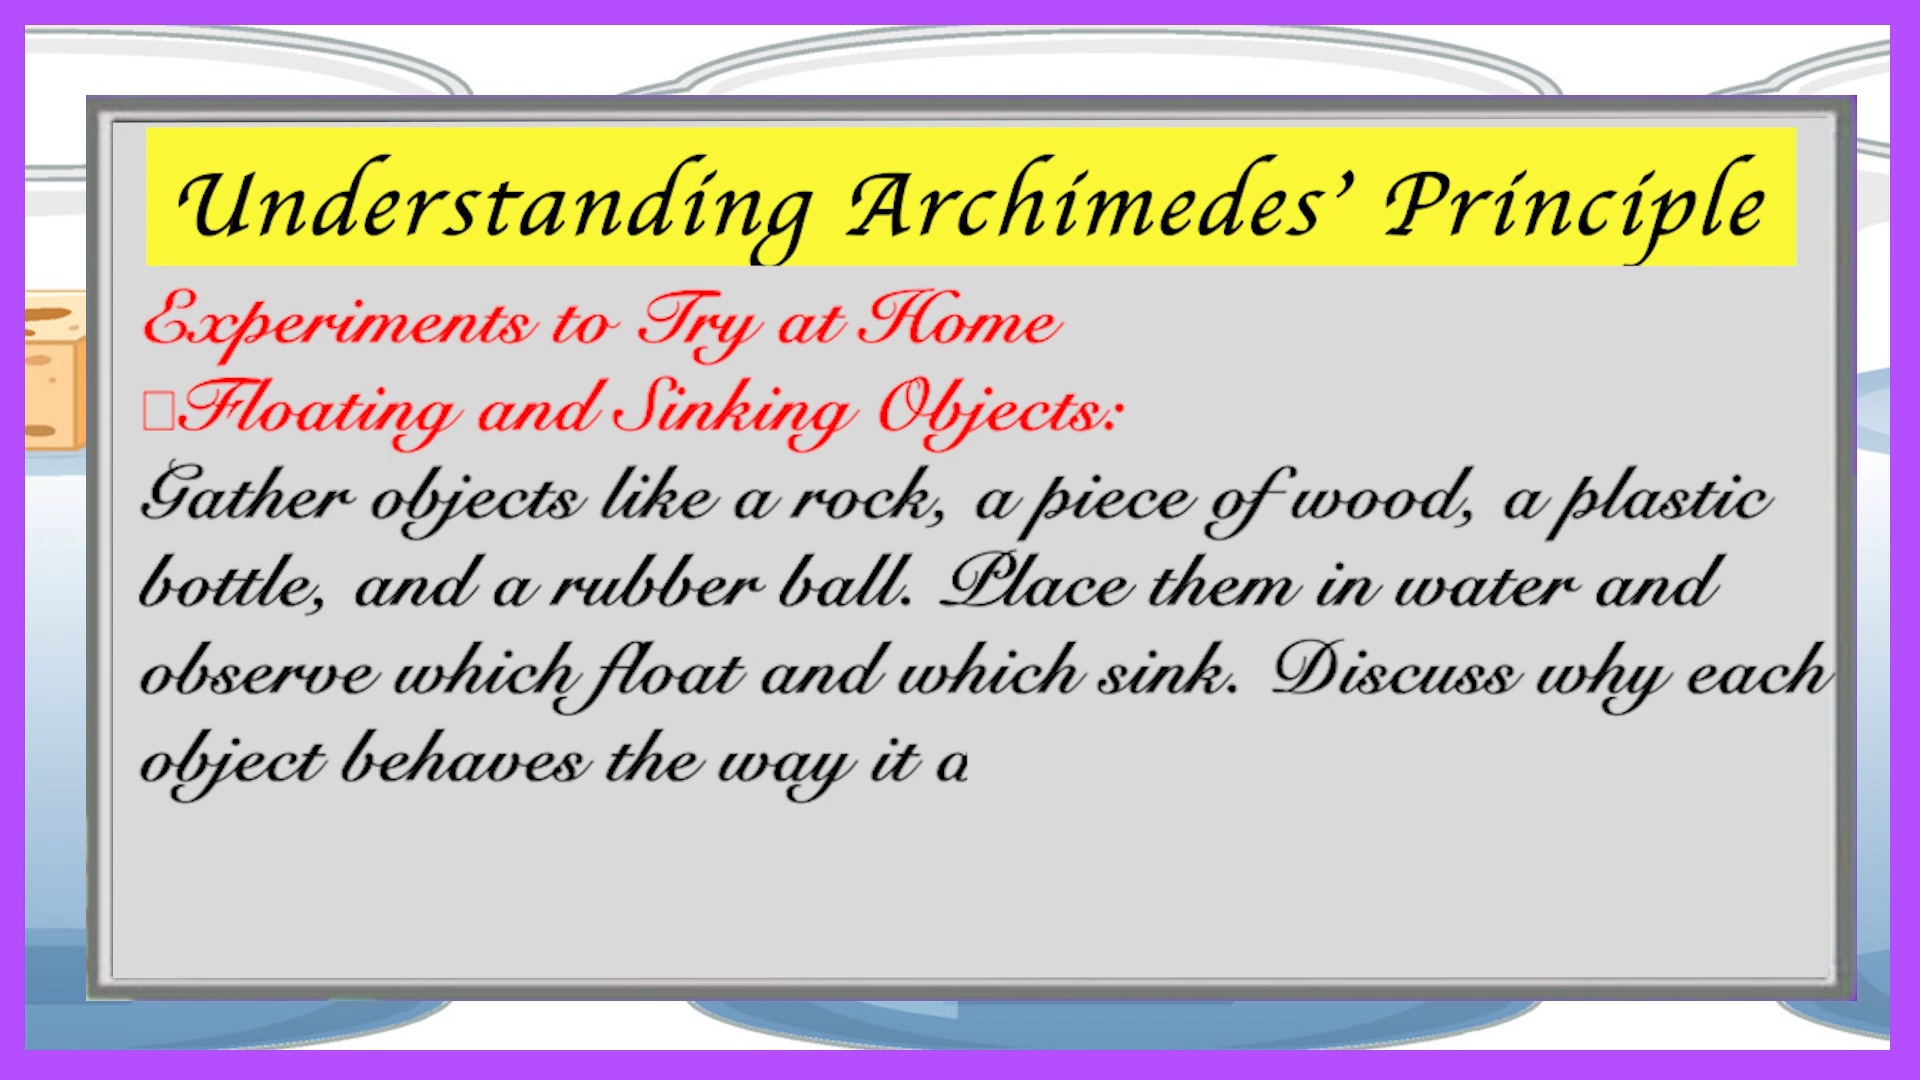 Understanding Archimedes’ Principle
Experiments to Try at Home
Floating and Sinking Objects:
Gather objects like a rock, a piece of wood, a plastic
bottle, and a rubber ball. Place them in water and
observe which float and which sink. Discuss why each
object behaves the way it